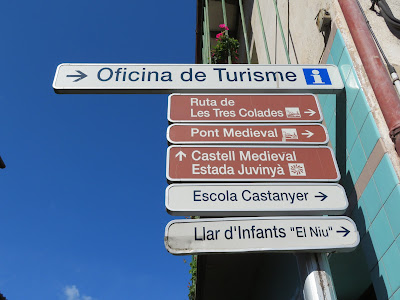 Oficina de Turisme i
Ruta de
Les Tres Colades
Pont Medieval
Castell Medieval
Estada Juvinyà
Escola Castanyer
Llar d'Infants "El Niu"